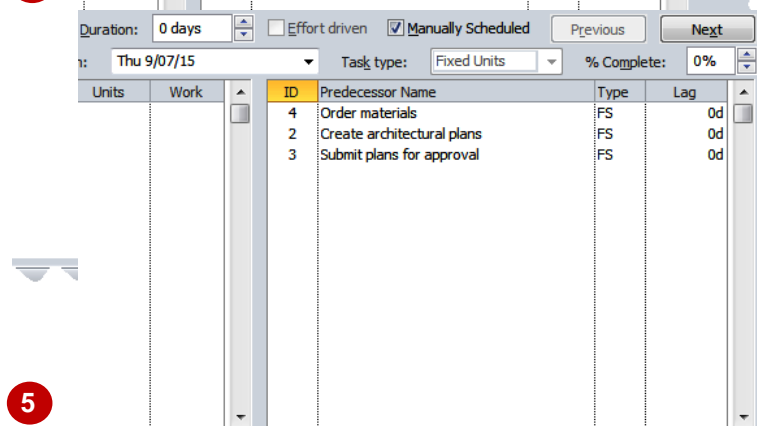 Duration: 0 days Effort driven Manually Scheduled Previous Next
n: Thu 9/07/15 Task type: Fixed Units % Complete: 0%
Units Work ID Predecessor Name Type Lag
4 Order materials FS 0d
2 Create architectural plans FS 0d
3 Submit plans for approval FS 0d
5